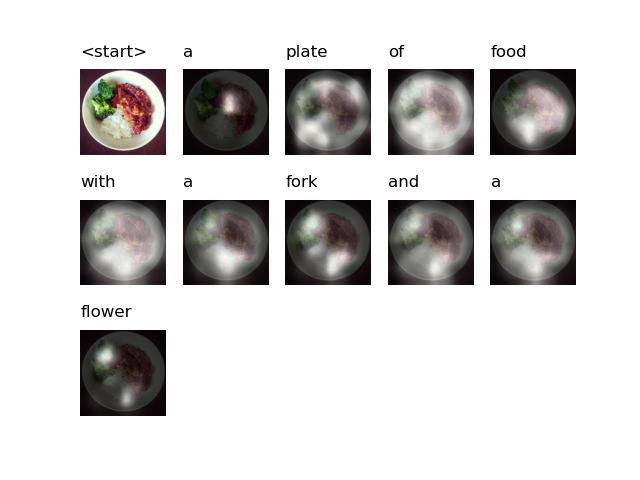 <start> a plate of food
with a fork and a
flower